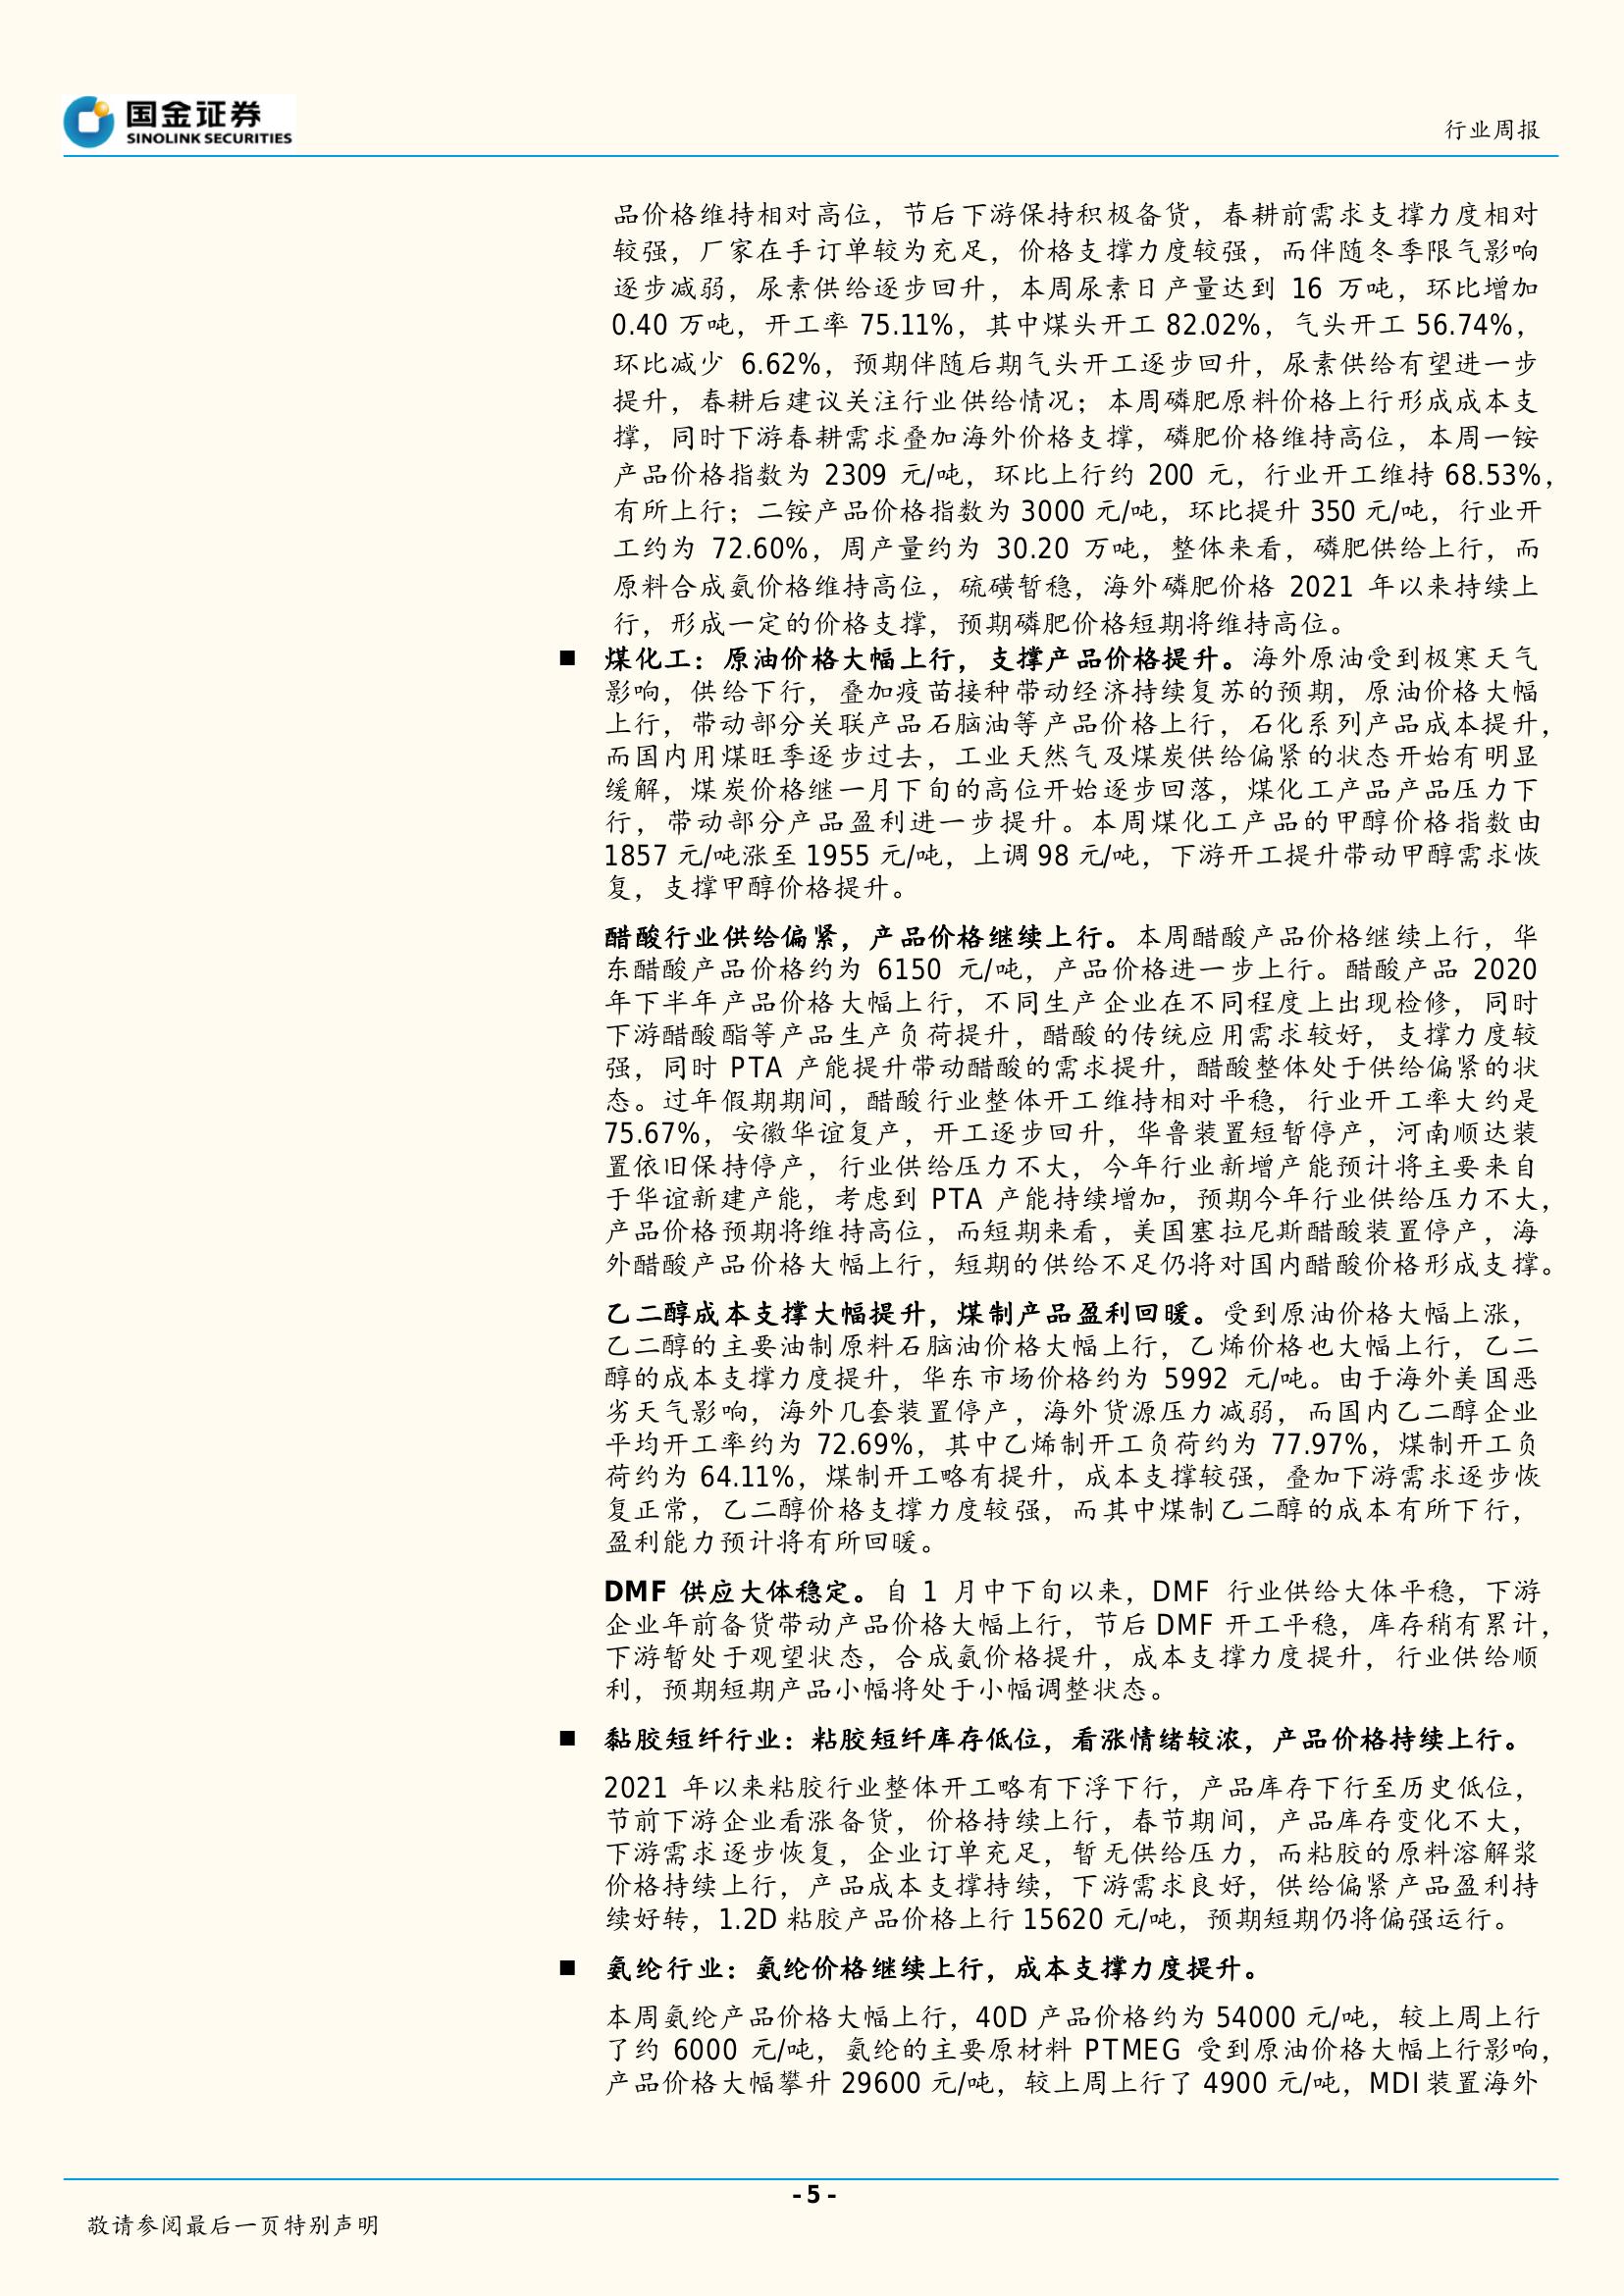 国金证券
SINOLINK SECURITIES
行业周报
品价格维持相对高位，节后下游保持积极备货，春耕前需求支撑力度相对
较强，厂家在手订单较为充足，价格支撑力度较强，而伴随冬季限气影响
逐步减弱，尿素供给逐步回升，本周尿素日产量达到 16 万吨，环比增加
0.40 万吨，开工率 75.11%，其中煤头开工 82.02%，气头开工 56.74%，
环比减少 6.62%，预期伴随后期气头开工逐步回升，尿素供给有望进一步
提升，春耕后建议关注行业供给情况；本周磷肥原料价格上行形成成本支
撑，同时下游春耕需求叠加海外价格支撑，磷肥价格维持高位，本周一铵
产品价格指数为 2309 元/吨，环比上行约 200 元，行业开工维持 68.53%，
有所上行；二铵产品价格指数为 3000 元/吨，环比提升 350 元/吨，行业开
工约为 72.60%，周产量约为 30.20 万吨，整体来看，磷肥供给上行，而
原料合成氨价格维持高位，硫磺暂稳，海外磷肥价格 2021 年以来持续上
行，形成一定的价格支撑，预期磷肥价格短期将维持高位。
■ 煤化工：原油价格大幅上行，支撑产品价格提升。海外原油受到极寒天气
影响，供给下行，叠加疫苗接种带动经济持续复苏的预期，原油价格大幅
上行，带动部分关联产品石脑油等产品价格上行，石化系列产品成本提升，
而国内用煤旺季逐步过去，工业天然气及煤炭供给偏紧的状态开始有明显
缓解，煤炭价格继一月下旬的高位开始逐步回落，煤化工产品产品压力下
行，带动部分产品盈利进一步提升。本周煤化工产品的甲醇价格指数由
1857 元/吨涨至 1955 元/吨，上调 98 元/吨，下游开工提升带动甲醇需求恢
复，支撑甲醇价格提升。
醋酸行业供给偏紧，产品价格继续上行。本周醋酸产品价格继续上行，华
东醋酸产品价格约为 6150 元/吨，产品价格进一步上行。醋酸产品 2020
年下半年产品价格大幅上行，不同生产企业在不同程度上出现检修，同时
下游醋酸酯等产品生产负荷提升，醋酸的传统应用需求较好，支撑力度较
强，同时 PTA 产能提升带动醋酸的需求提升，醋酸整体处于供给偏紧的状
态。过年假期期间，醋酸行业整体开工维持相对平稳，行业开工率大约是
75.67%，安徽华谊复产，开工逐步回升，华鲁装置短暂停产，河南顺达装
置依旧保持停产，行业供给压力不大，今年行业新增产能预计将主要来自
于华谊新建产能，考虑到 PTA 产能持续增加，预期今年行业供给压力不大，
产品价格预期将维持高位，而短期来看，美国塞拉尼斯醋酸装置停产，海
外醋酸产品价格大幅上行，短期的供给不足仍将对国内醋酸价格形成支撑。
乙二醇成本支撑大幅提升，煤制产品盈利回暖。受到原油价格大幅上涨，
乙二醇的主要油制原料石脑油价格大幅上行，乙烯价格也大幅上行，乙二
醇的成本支撑力度提升，华东市场价格约为 5992 元/吨。由于海外美国恶
劣天气影响，海外几套装置停产，海外货源压力减弱，而国内乙二醇企业
平均开工率约为 72.69%，其中乙烯制开工负荷约为 77.97%，煤制开工负
荷约为 64.11%，煤制开工略有提升，成本支撑较强，叠加下游需求逐步恢
复正常，乙二醇价格支撑力度较强，而其中煤制乙二醇的成本有所下行，
盈利能力预计将有所回暖。
DMF 供应大体稳定。自 1 月中下旬以来，DMF 行业供给大体平稳，下游
企业年前备货带动产品价格大幅上行，节后 DMF 开工平稳，库存稍有累计，
下游暂处于观望状态，合成氨价格提升，成本支撑力度提升，行业供给顺
利，预期短期产品小幅将处于小幅调整状态。
■ 黏胶短纤行业：粘胶短纤库存低位，看涨情绪较浓，产品价格持续上行。
2021 年以来粘胶行业整体开工略有下浮下行，产品库存下行至历史低位，
节前下游企业看涨备货，价格持续上行，春节期间，产品库存变化不大，
下游需求逐步恢复，企业订单充足，暂无供给压力，而粘胶的原料溶解浆
价格持续上行，产品成本支撑持续，下游需求良好，供给偏紧产品盈利持
续好转，1.2D 粘胶产品价格上行 15620 元/吨，预期短期仍将偏强运行。
■ 氨纶行业：氨纶价格继续上行，成本支撑力度提升。
本周氨纶产品价格大幅上行，40D 产品价格约为 54000 元/吨，较上周上行
了约 6000 元/吨，氨纶的主要原材料 PTMEG 受到原油价格大幅上行影响，
产品价格大幅攀升 29600 元/吨，较上周上行了 4900 元/吨，MDI 装置海外
- 5 -
敬请参阅最后一页特别声明